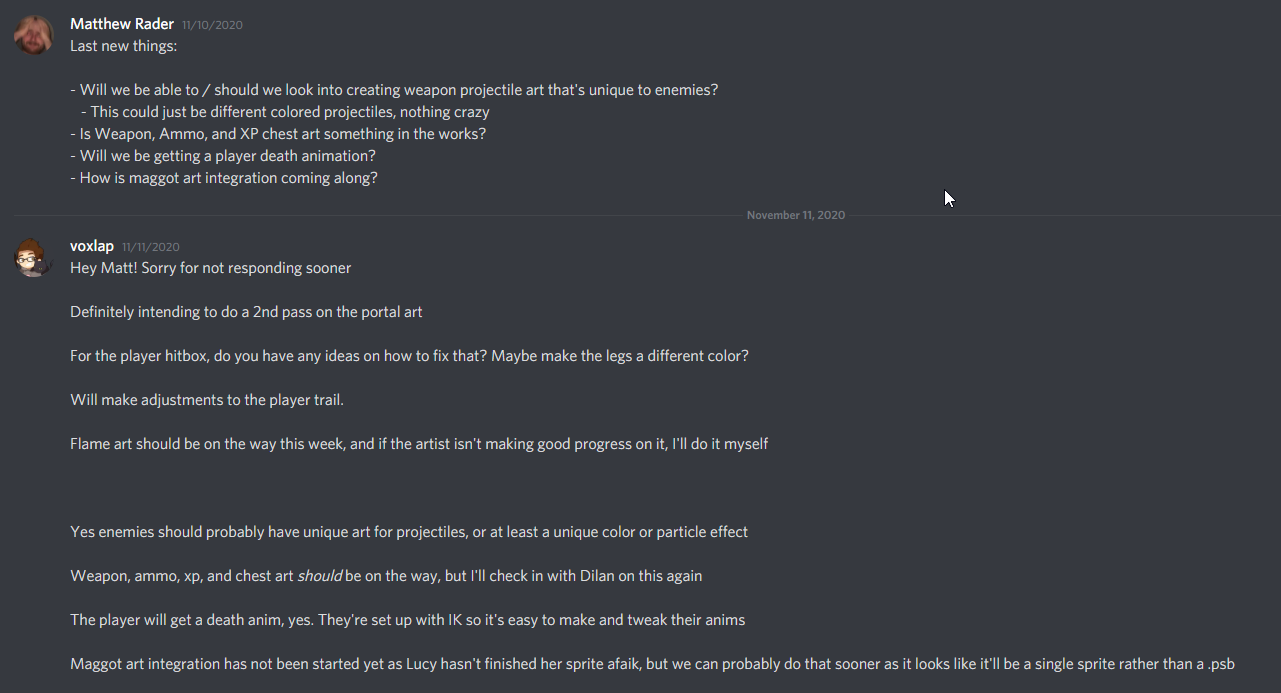 Matthew Rader 11/10/2020
Last new things:
- Will we be able to / should we look into creating weapon projectile art that's unique to enemies?
- This could just be different colored projectiles, nothing crazy
- Is Weapon, Ammo, and XP chest art something in the works?
- Will we be getting a player death animation?
- How is maggot art integration coming along?
November 11, 2020
voxlap 11/11/2020
Hey Matt! Sorry for not responding sooner
Definitely intending to do a 2nd pass on the portal art
For the player hitbox, do you have any ideas on how to fix that? Maybe make the legs a different color?
Will make adjustments to the player trail.
Flame art should be on the way this week, and if the artist isn't making good progress on it, I'll do it myself
Yes enemies should probably have unique art for projectiles, or at least a unique color or particle effect
Weapon, ammo, xp, and chest art should be on the way, but I'll check in with Dilan on this again
The player will get a death anim, yes. They're set up with IK so it's easy to make and tweak their anims
Maggot art integration has not been started yet as Lucy hasn't finished her sprite afaik, but we can probably do that sooner as it looks like it'll be a single sprite rather than a .psb